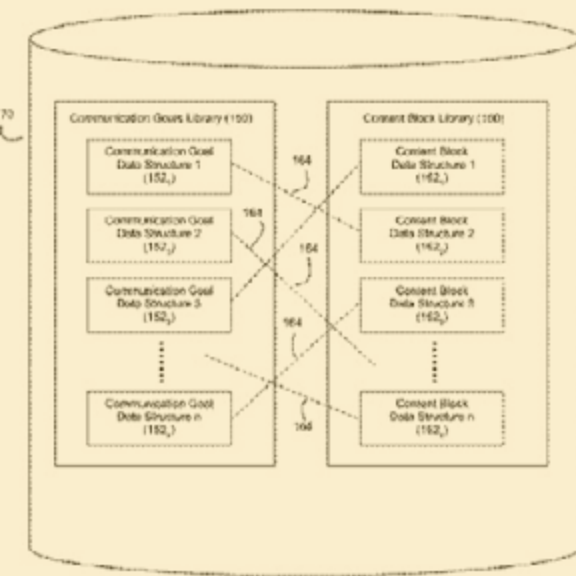 70
Communication Goals Library (150)
Communication Goal
Data Structure 1
(152₁)
Communication Goal
Data Structure 2
(152₂)
Communication Goal
Data Structure 3
(152₃)
Communication Goal
Data Structure n
(152ₙ)
164
164
164
164
164
Content Block Library (160)
Content Block
Data Structure 1
(162₁)
Content Block
Data Structure 2
(162₂)
Content Block
Data Structure 3
(162₃)
Content Block
Data Structure n
(162ₙ)